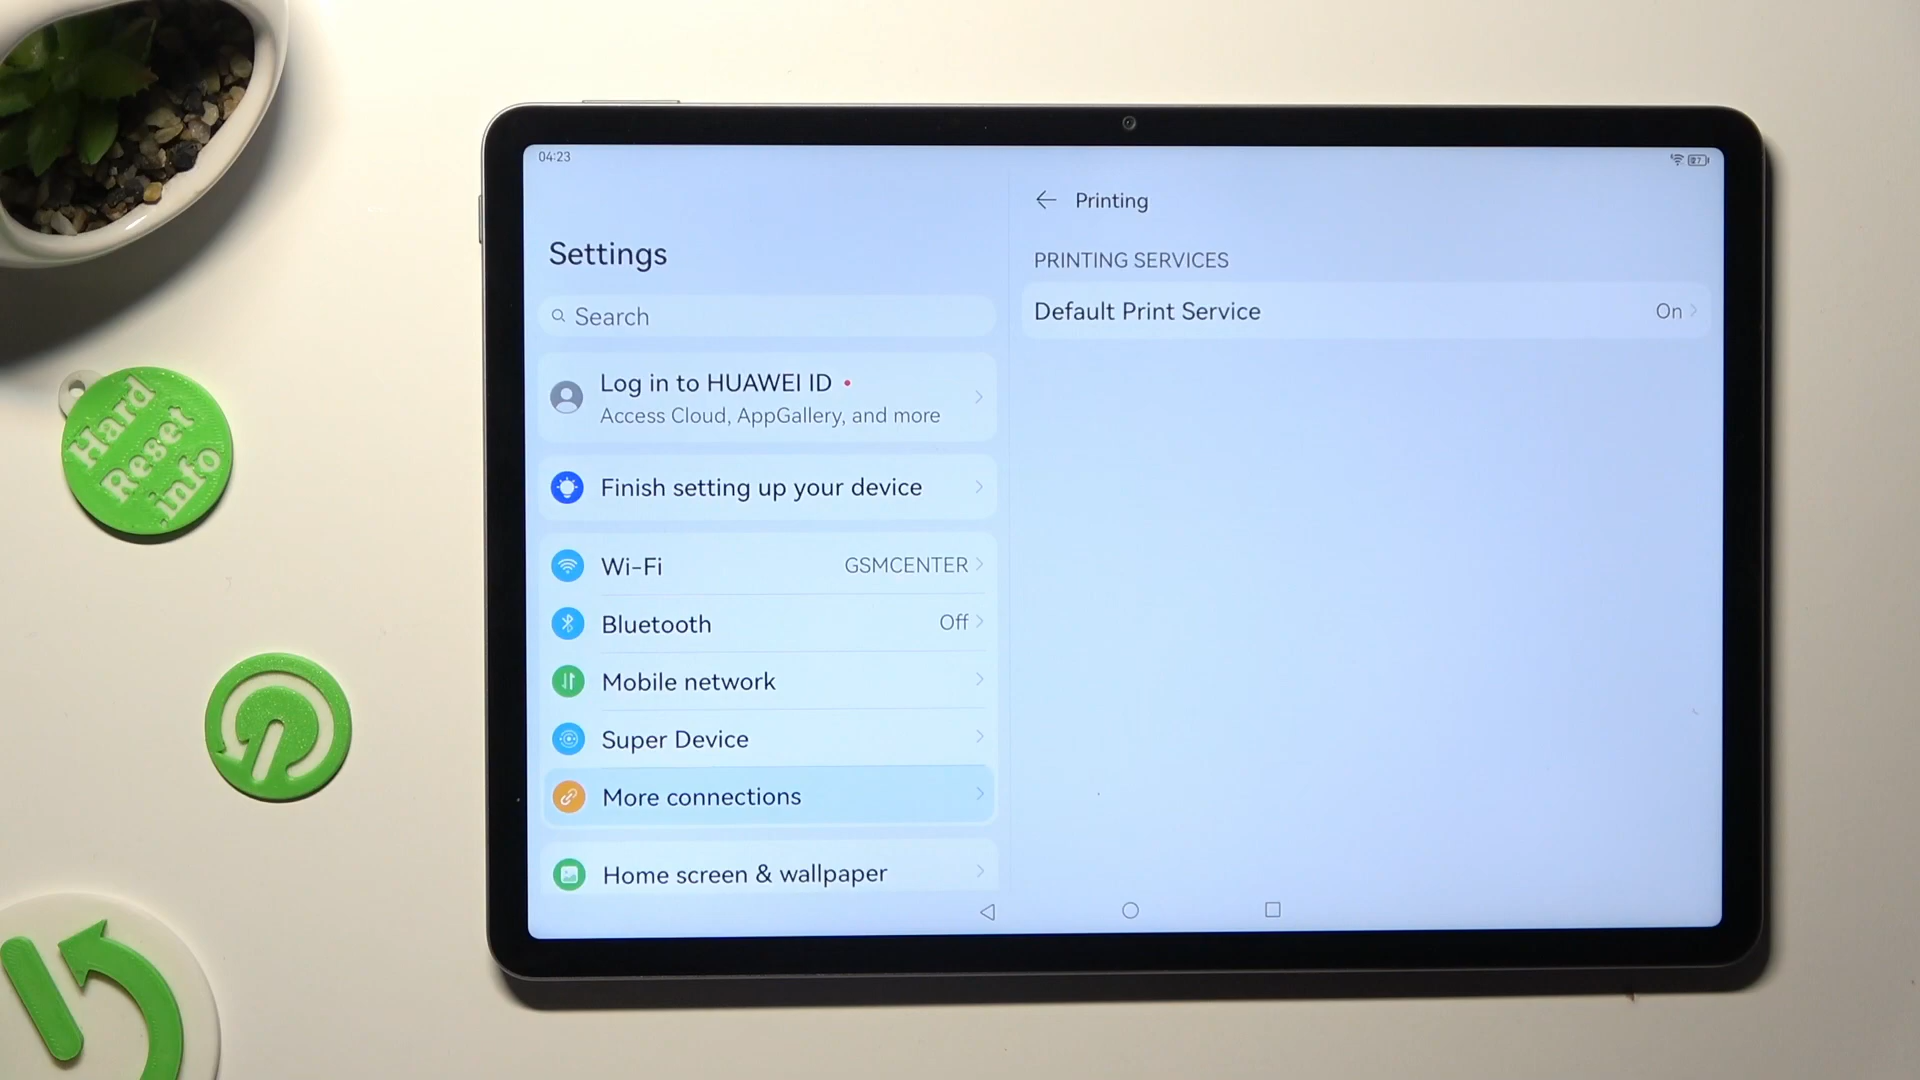 04:23
27
Settings
Search
Log in to HUAWEI ID
Access Cloud, AppGallery, and more
Finish setting up your device
Wi-Fi
GSMCENTER
Bluetooth
Off
Mobile network
Super Device
More connections
Home screen & wallpaper
Printing
PRINTING SERVICES
Default Print Service
On
Hard
Reset
.info